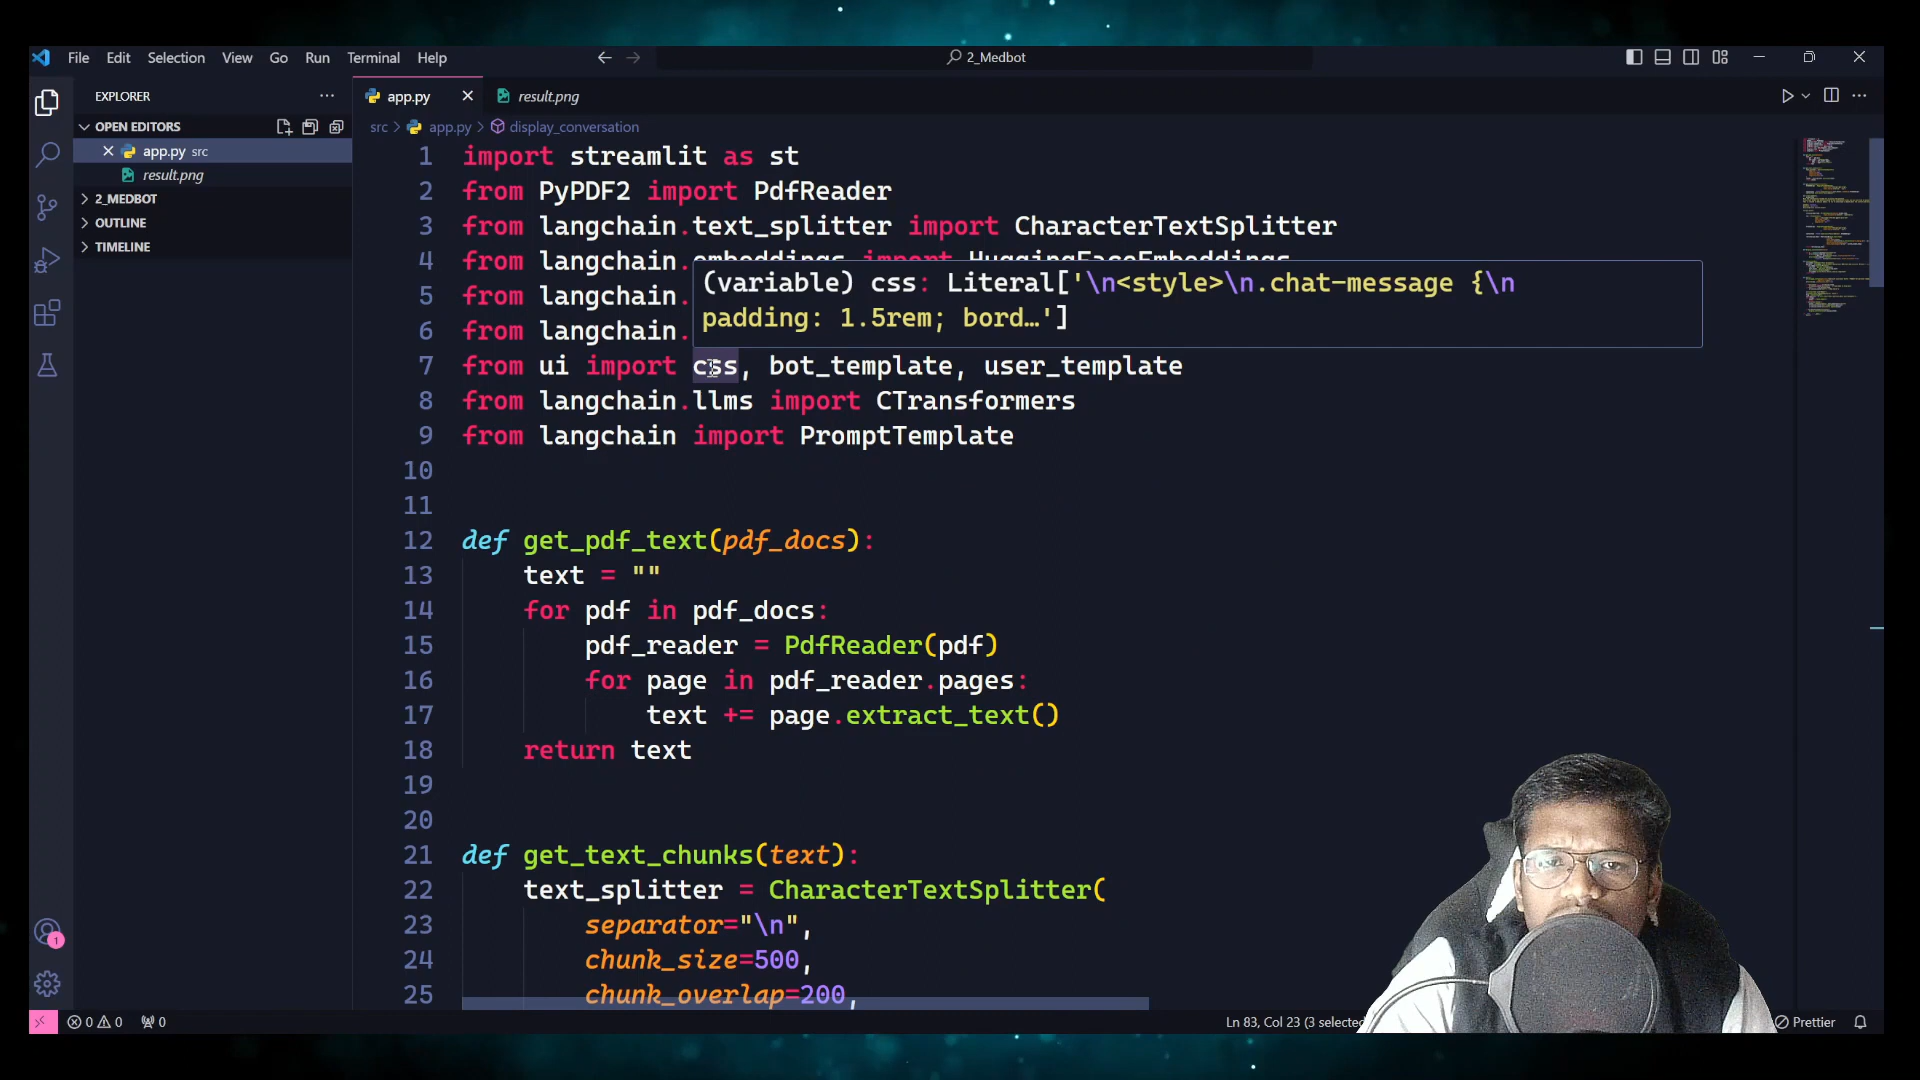 File Edit Selection View Go Run Terminal Help
2_Medbot
EXPLORER
OPEN EDITORS
app.py src
result.png
2_MEDBOT
OUTLINE
TIMELINE
app.py
result.png
src > app.py > display_conversation
1 import streamlit as st
2 from PyPDF2 import PdfReader
3 from langchain.text_splitter import CharacterTextSplitter
4 from langchain.embeddings import HuggingFaceEmbeddings
5 from langchain.
6 from langchain.
(variable) css: Literal['\n<style>\n.chat-message {\n
padding: 1.5rem; bord…']
7 from ui import css, bot_template, user_template
8 from langchain.llms import CTransformers
9 from langchain import PromptTemplate
10
11
12 def get_pdf_text(pdf_docs):
13 text = ""
14 for pdf in pdf_docs:
15 pdf_reader = PdfReader(pdf)
16 for page in pdf_reader.pages:
17 text += page.extract_text()
18 return text
19
20
21 def get_text_chunks(text):
22 text_splitter = CharacterTextSplitter(
23 separator="\n",
24 chunk_size=500,
25 chunk_overlap=200,
1
0 0 0
Ln 83, Col 23 (3 selected
Prettier